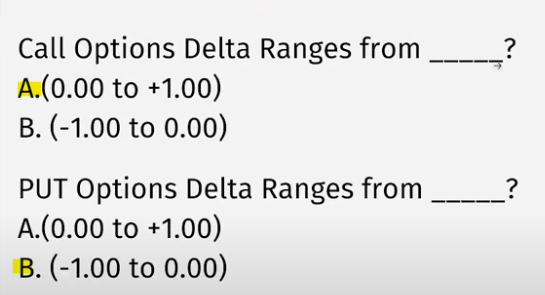 Call Options Delta Ranges from _____?
A.(0.00 to +1.00)
B. (-1.00 to 0.00)
PUT Options Delta Ranges from _____?
A.(0.00 to +1.00)
B. (-1.00 to 0.00)